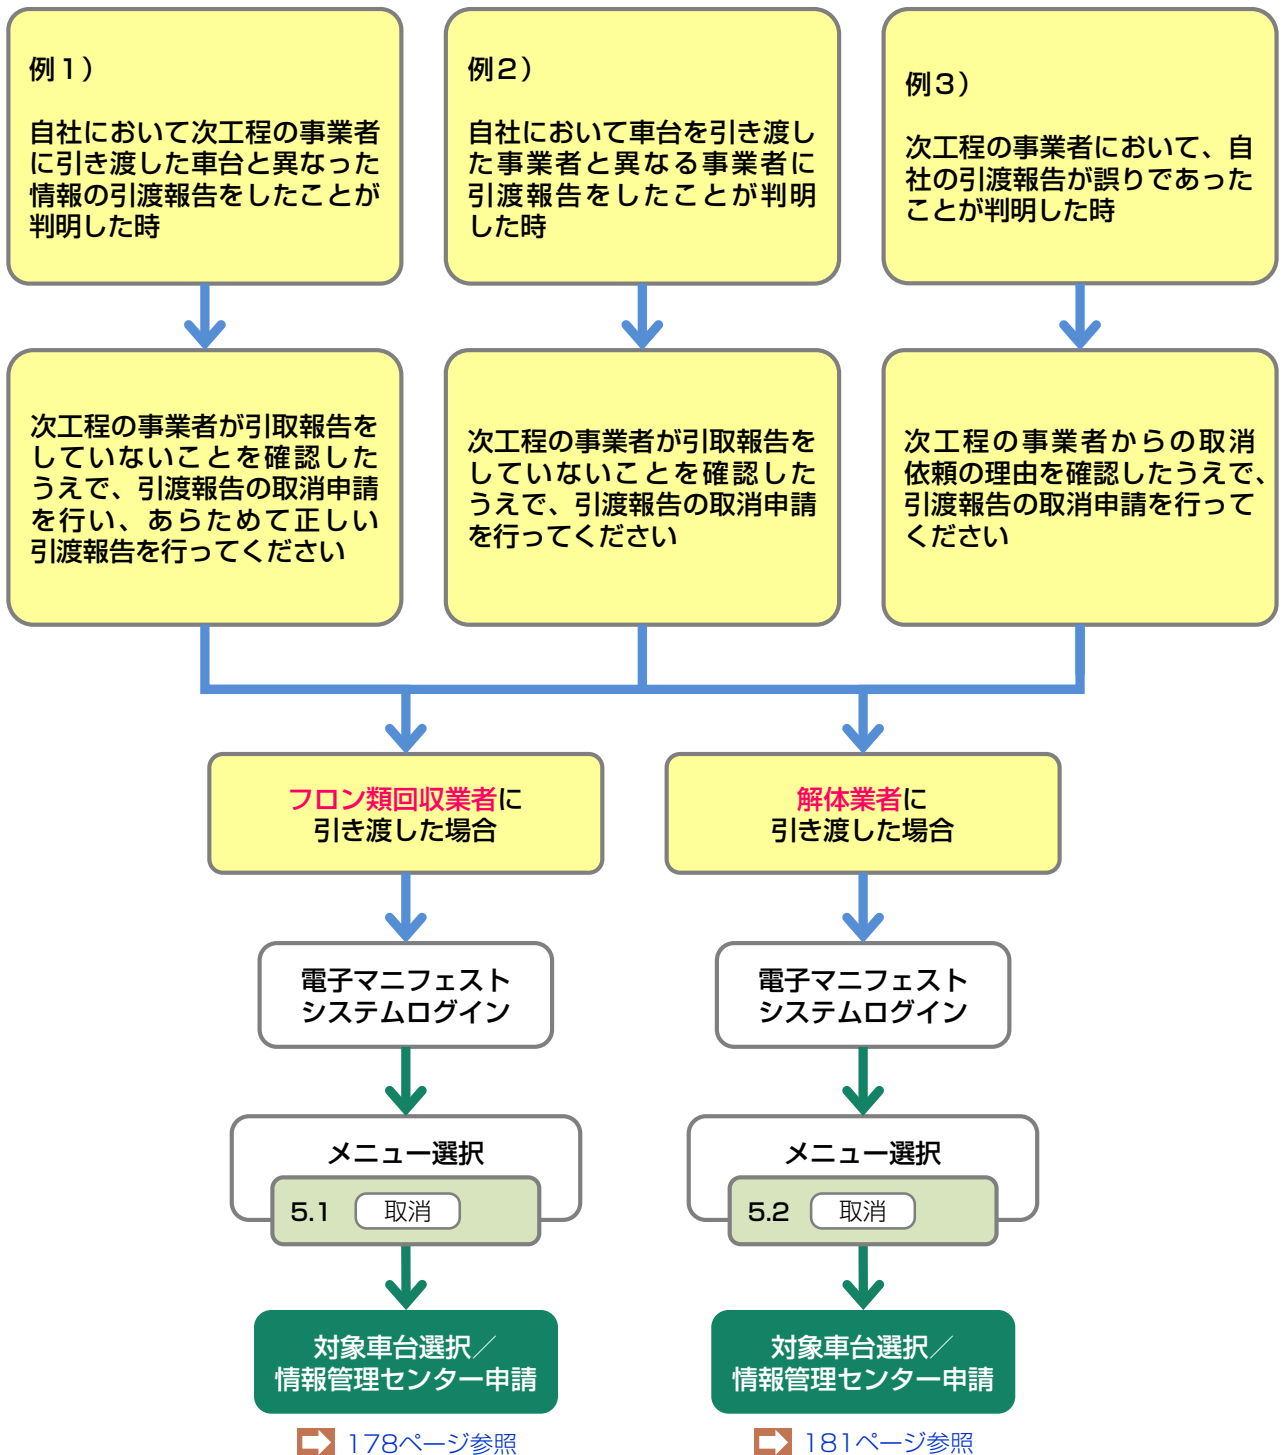 例１）
自社において次工程の事業者
に引き渡した車台と異なった
情報の引渡報告をしたことが
判明した時
例２）
自社において車台を引き渡し
た事業者と異なる事業者に
引渡報告をしたことが判明
した時
例３）
次工程の事業者において、自
社の引渡報告が誤りであった
ことが判明した時
次工程の事業者が引取報告を
していないことを確認した
うえで、引渡報告の取消申請
を行い、あらためて正しい
引渡報告を行ってください
次工程の事業者が引取報告を
していないことを確認した
うえで、引渡報告の取消申請
を行ってください
次工程の事業者からの取消
依頼の理由を確認したうえで、
引渡報告の取消申請を行って
ください
フロン類回収業者に
引き渡した場合
解体業者に
引き渡した場合
電子マニフェスト
システムログイン
電子マニフェスト
システムログイン
メニュー選択
5.1 取消
メニュー選択
5.2 取消
対象車台選択／
情報管理センター申請
対象車台選択／
情報管理センター申請
178ページ参照
181ページ参照